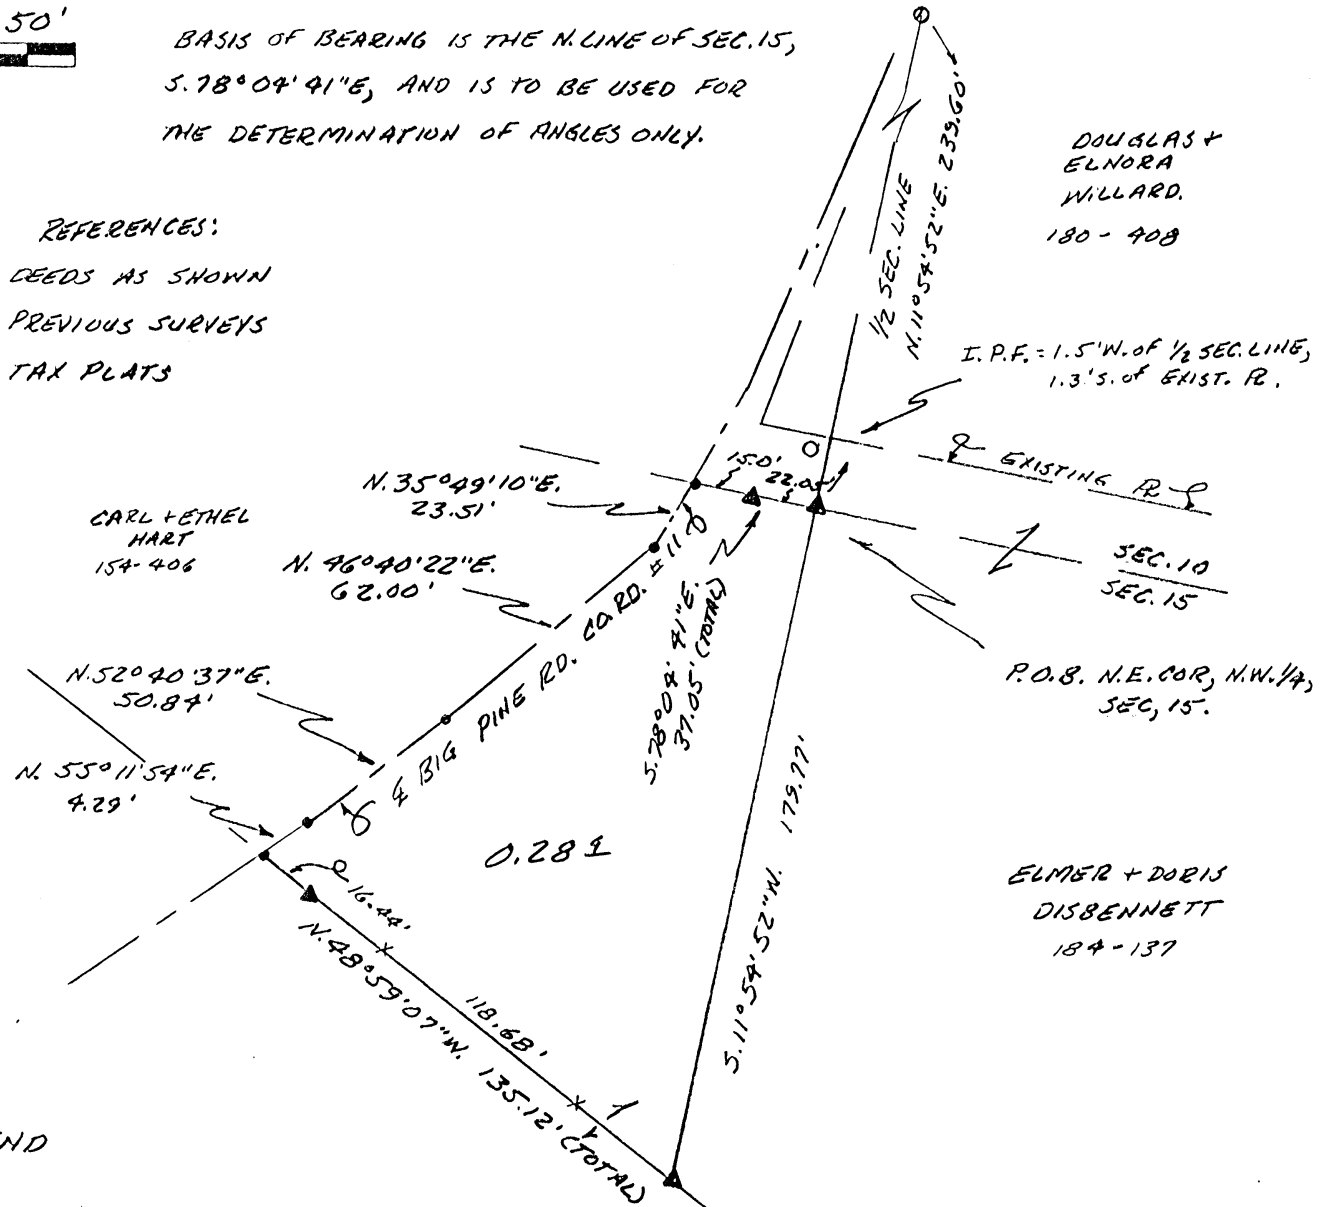 50'
BASIS OF BEARING IS THE N. LINE OF SEC. 15,
S. 78° 04' 41" E, AND IS TO BE USED FOR
THE DETERMINATION OF ANGLES ONLY.
DOUGLAS +
ELNORA
WILLARD.
180 - 408
REFERENCES:
DEEDS AS SHOWN
PREVIOUS SURVEYS
TAX PLATS
1/2 SEC. LINE
N. 11° 54' 52" E. 239.60'
I. P. F. = 1.5' W. of 1/2 SEC. LINE,
1.3' S. of EXIST. PL.
EXISTING PL
15.0'
22.05'
N. 35° 49' 10" E.
23.51'
CARL + ETHEL
HART
154-406
N. 46° 40' 22" E.
62.00'
SEC. 10
SEC. 15
S. 78° 04' 41" E.
37.05' (TOTAL)
P.O.B. N.E. COR, N.W. 1/4,
SEC, 15.
N. 52° 40' 37" E.
50.84'
℄ BIG PINE RD. CO. RD. #11
N. 55° 11' 54" E.
4.29'
0.28
S. 11° 54' 52" W. 179.77'
ELMER + DORIS
DISBENNETT
184-137
16.44'
118.68'
N. 48° 59' 07" W. 135.12' (TOTAL)
END